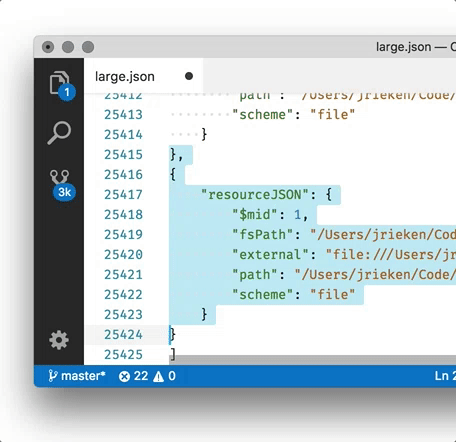 large.json — C
large.json
1
3k
25412 "path": "/Users/jrieken/Code/
25413 "scheme": "file"
25414 }
25415 },
25416 {
25417 "resourceJSON": {
25418 "$mid": 1,
25419 "fsPath": "/Users/jrieken/Cod
25420 "external": "file:///Users/jr
25421 "path": "/Users/jrieken/Code/
25422 "scheme": "file"
25423 }
25424 }
25425 ]
master* 22 0 Ln 2